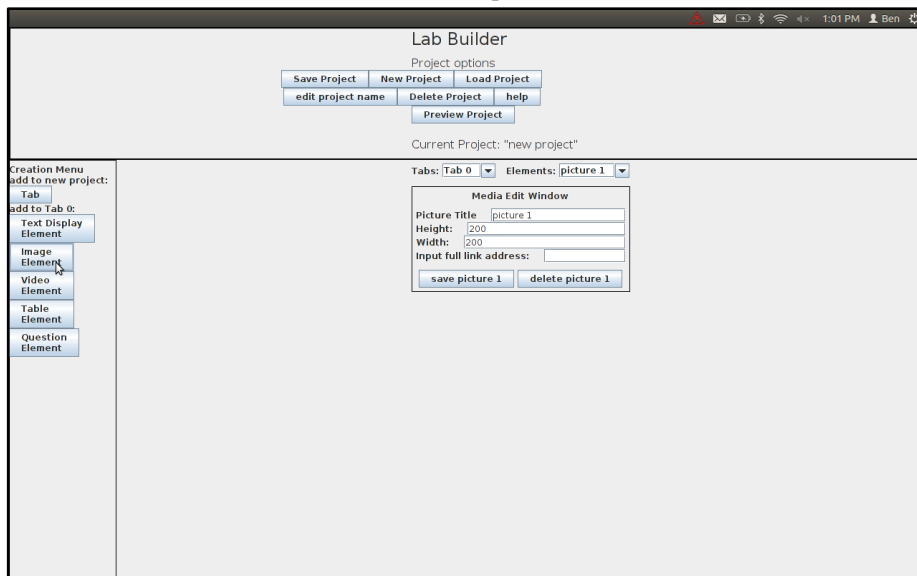 1:01 PM Ben
Lab Builder
Project options
Save Project New Project Load Project
edit project name Delete Project help
Preview Project
Current Project: "new project"
Creation Menu
add to new project:
Tab
add to Tab 0:
Text Display
Element
Image
Element
Video
Element
Table
Element
Question
Element
Tabs: Tab 0 Elements: picture 1
Media Edit Window
Picture Title picture 1
Height: 200
Width: 200
Input full link address:
save picture 1 delete picture 1